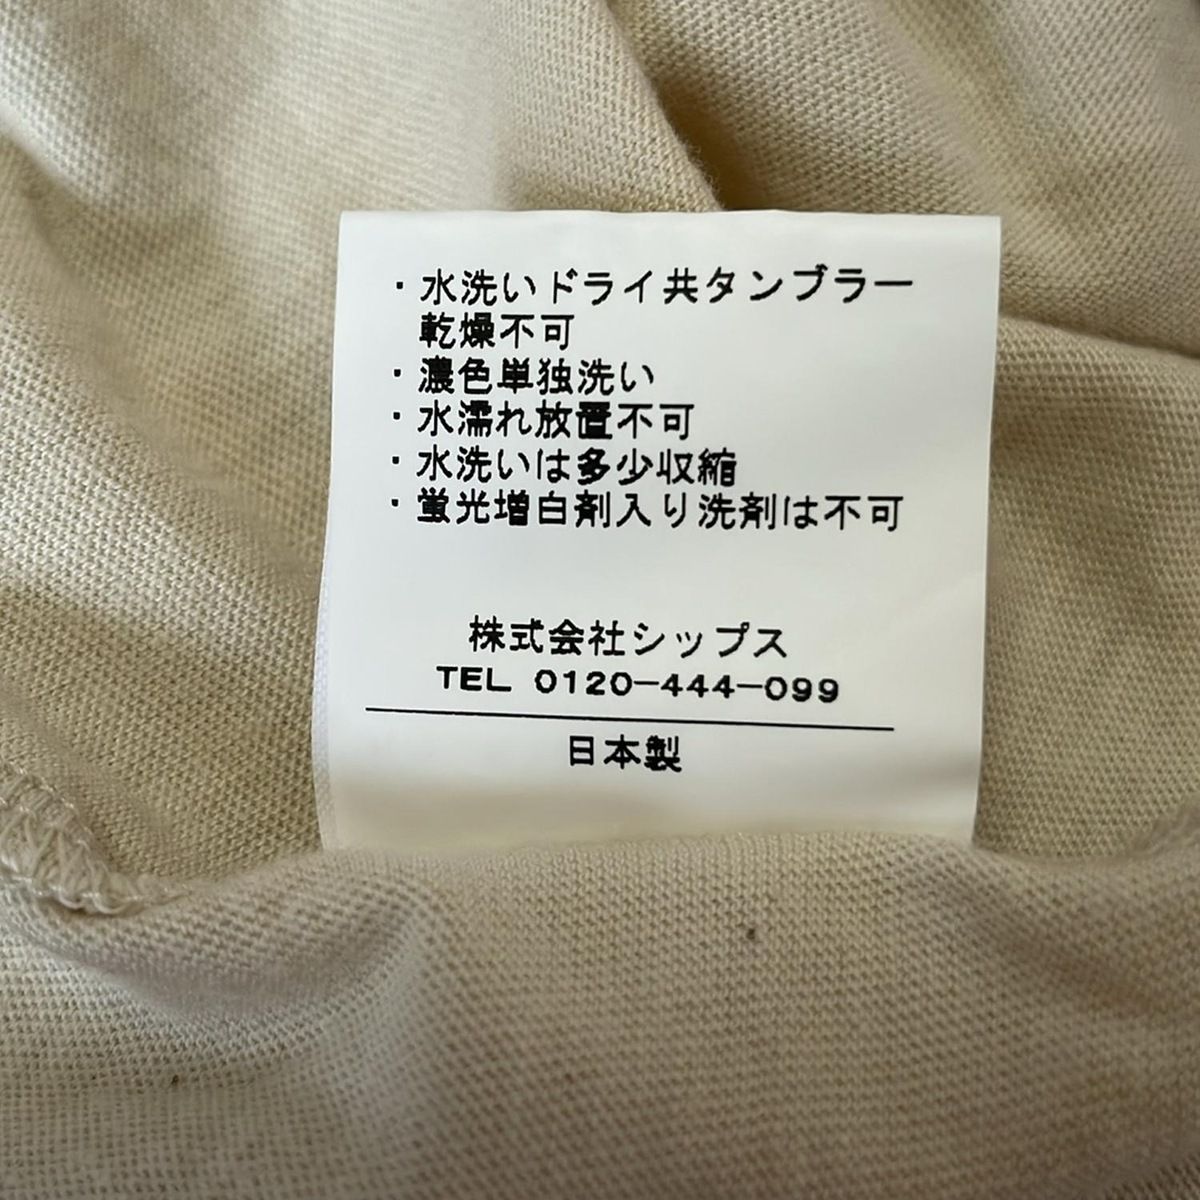 ・水洗いドライ共タンブラー
乾燥不可
・濃色単独洗い
・水濡れ放置不可
・水洗いは多少収縮
・蛍光増白剤入り洗剤は不可
株式会社シップス
TEL 0120-444-099
日本製